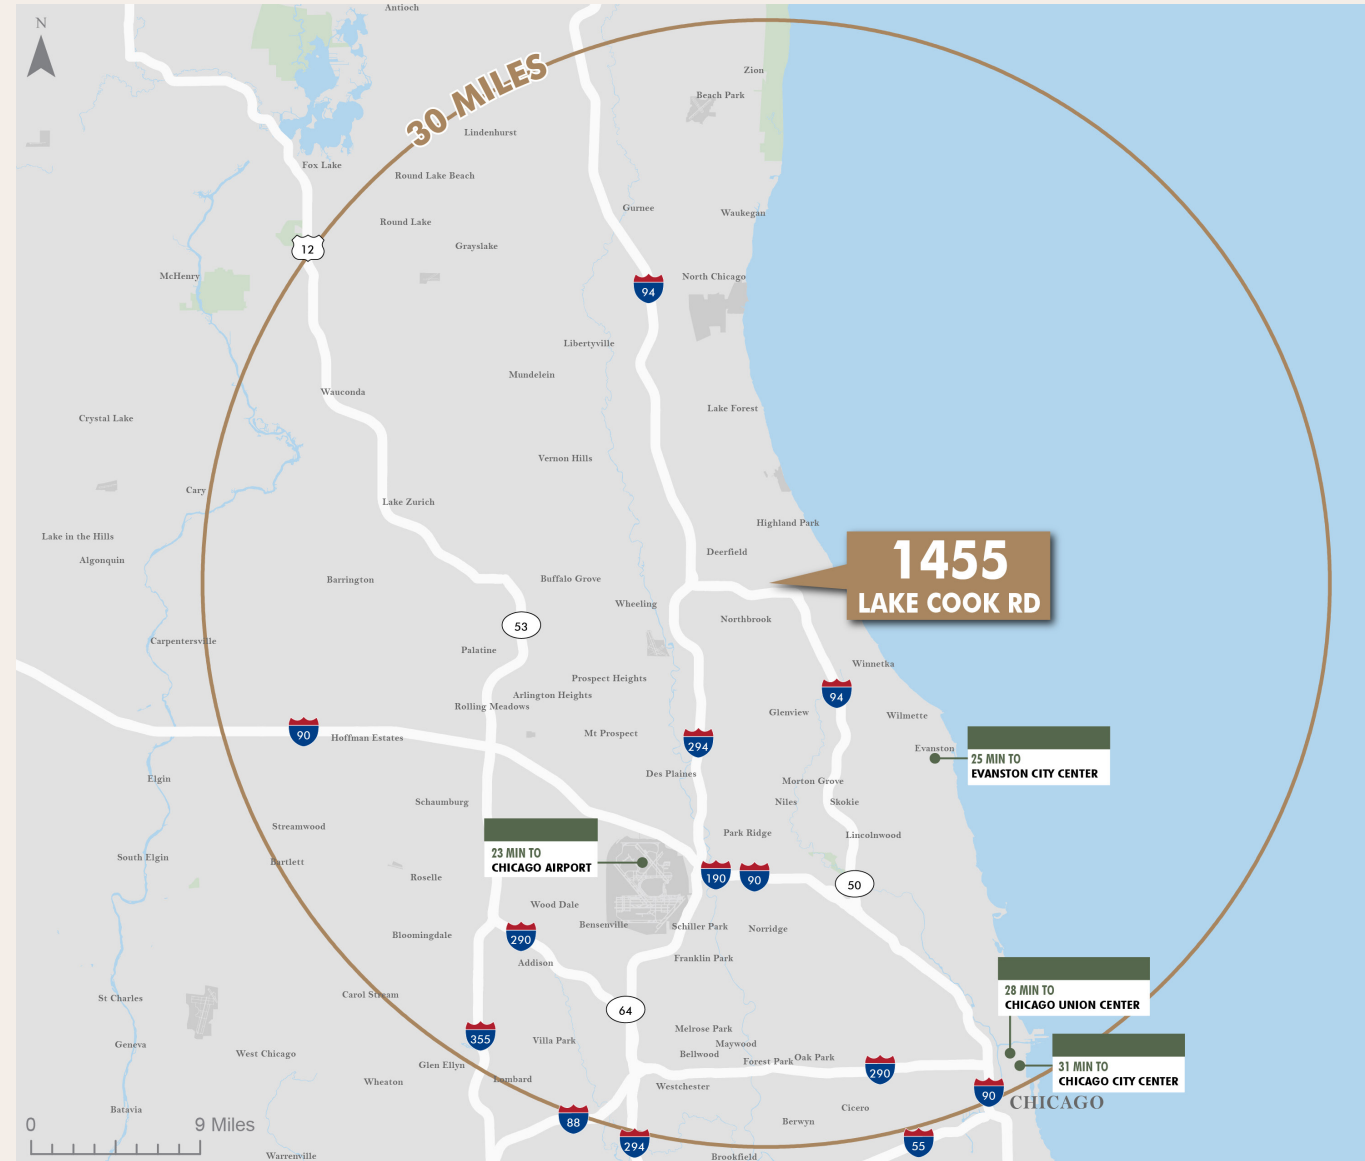 Antioch
N
30 MILES
Zion
Beach Park
Lindenhurst
Fox Lake
Round Lake Beach
Gurnee
Waukegan
Round Lake
12
Grayslake
McHenry
North Chicago
94
Libertyville
Mundelein
Wauconda
Lake Forest
Crystal Lake
Vernon Hills
Cary
Lake Zurich
Highland Park
Lake in the Hills
Deerfield
1455
LAKE COOK RD
Algonquin
Barrington
Buffalo Grove
Wheeling
Northbrook
53
Carpentersville
Palatine
Winnetka
Prospect Heights
Arlington Heights
94
Rolling Meadows
Glenview
Wilmette
90
Hoffman Estates
Mt Prospect
294
Evanston
25 MIN TO
EVANSTON CITY CENTER
Des Plaines
Elgin
Morton Grove
Schaumburg
Niles
Skokie
Streamwood
Park Ridge
Lincolnwood
South Elgin
Bartlett
23 MIN TO
CHICAGO AIRPORT
Roselle
190
90
50
Wood Dale
Bensenville
Schiller Park
Norridge
Bloomingdale
290
Addison
Franklin Park
St Charles
Carol Stream
28 MIN TO
CHICAGO UNION CENTER
64
Melrose Park
355
Villa Park
Maywood
Geneva
West Chicago
Bellwood
Forest Park
Oak Park
Glen Ellyn
31 MIN TO
CHICAGO CITY CENTER
290
Wheaton
Lombard
Westchester
90
CHICAGO
Batavia
Cicero
0
9 Miles
88
Berwyn
294
55
Warrenville
Brookfield